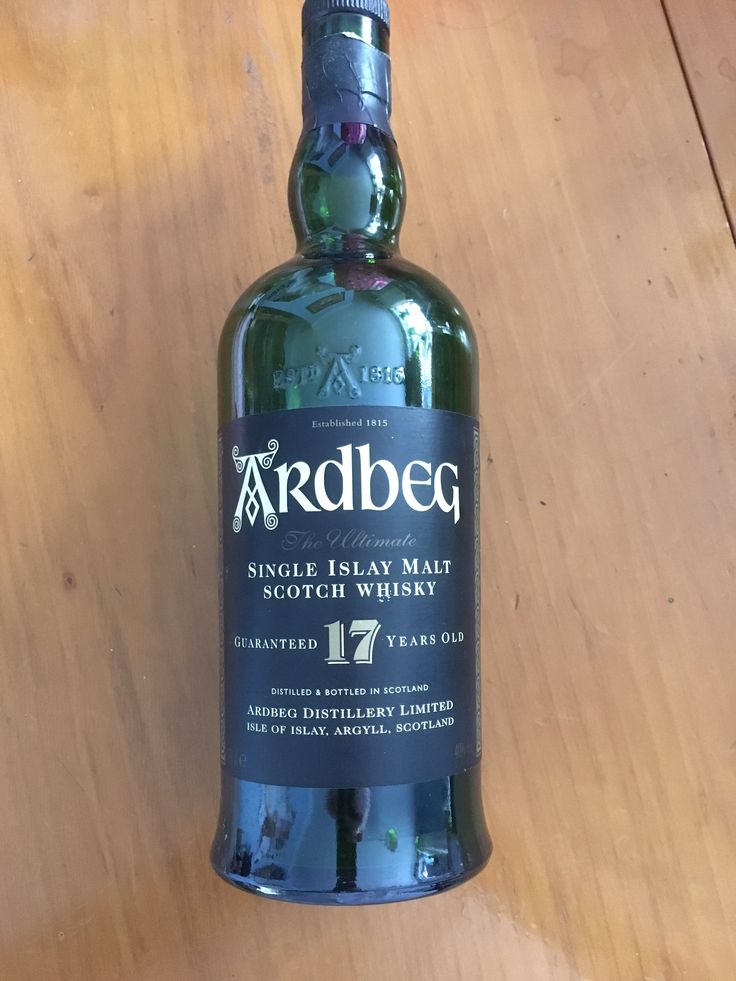 ESTD A 1815
Established 1815
ARDBEG
The Ultimate
SINGLE ISLAY MALT
SCOTCH WHISKY
GUARANTEED 17 YEARS OLD
DISTILLED & BOTTLED IN SCOTLAND
ARDBEG DISTILLERY LIMITED
ISLE OF ISLAY, ARGYLL, SCOTLAND